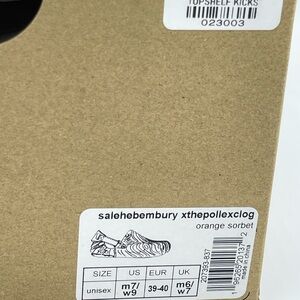 TOPSHELF KICKS
023003
salehebembury xthepollexclog
orange sorbet
SIZE US EUR UK
unisex m7/w9 39-40 m6/w7
207393-837
made in china